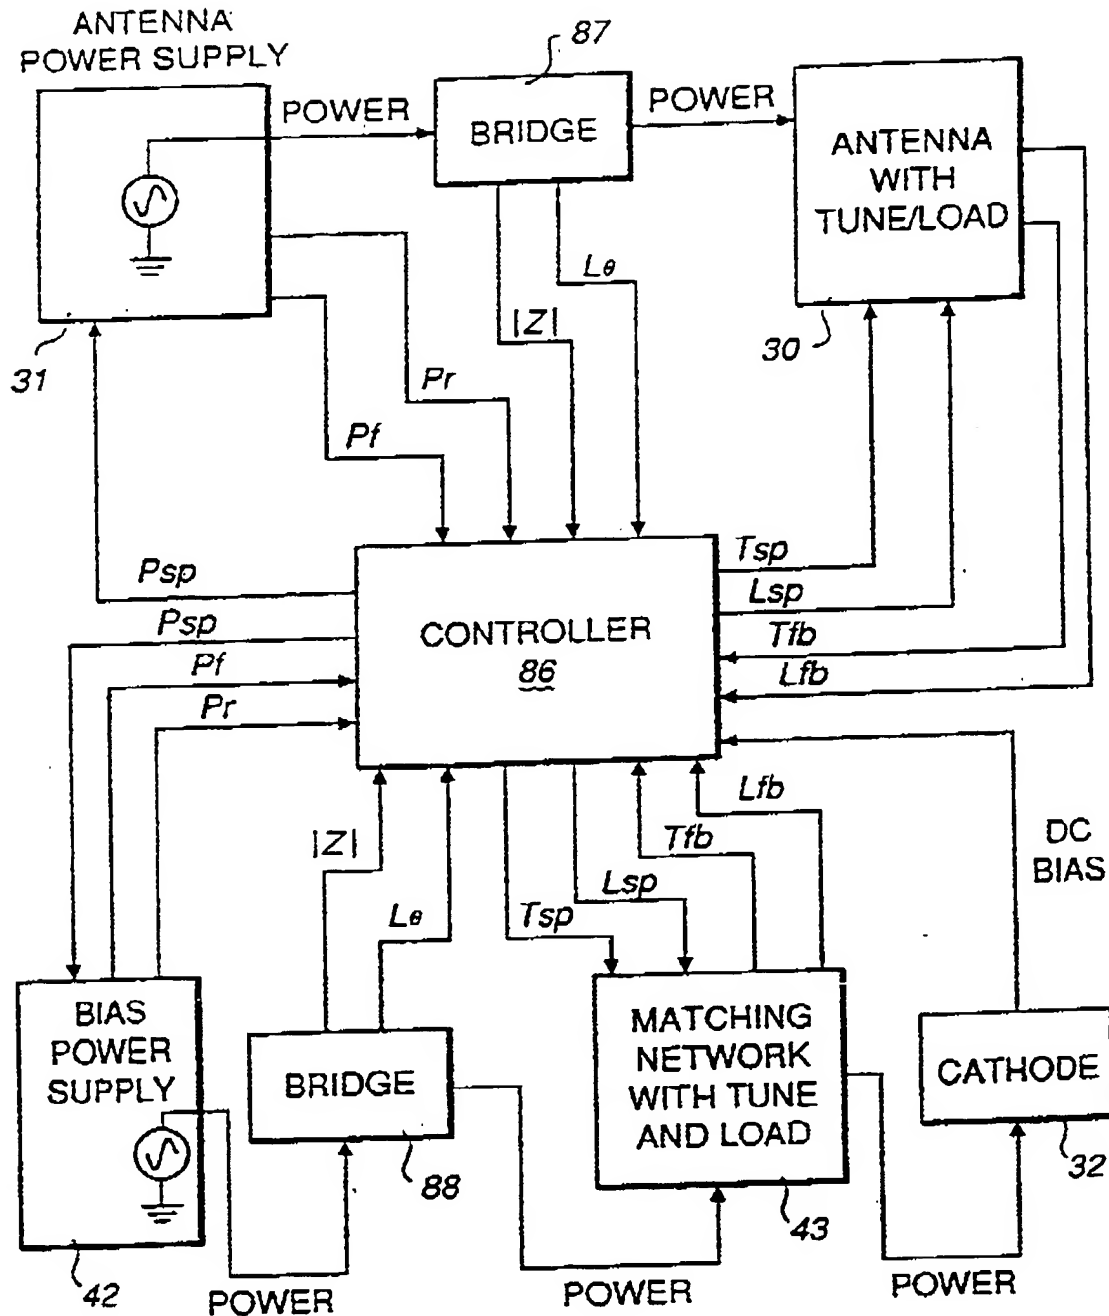 ANTENNA
POWER SUPPLY
87
POWER
BRIDGE
POWER
ANTENNA
WITH
TUNE/LOAD
Lθ
|Z|
31
30
Pr
Pf
Psp
Psp
Pf
Pr
CONTROLLER
86
Tsp
Lsp
Tfb
Lfb
|Z|
Lθ
Tsp
Lsp
Tfb
Lfb
DC
BIAS
BIAS
POWER
SUPPLY
BRIDGE
MATCHING
NETWORK
WITH TUNE
AND LOAD
CATHODE
88
43
32
42
POWER
POWER
POWER